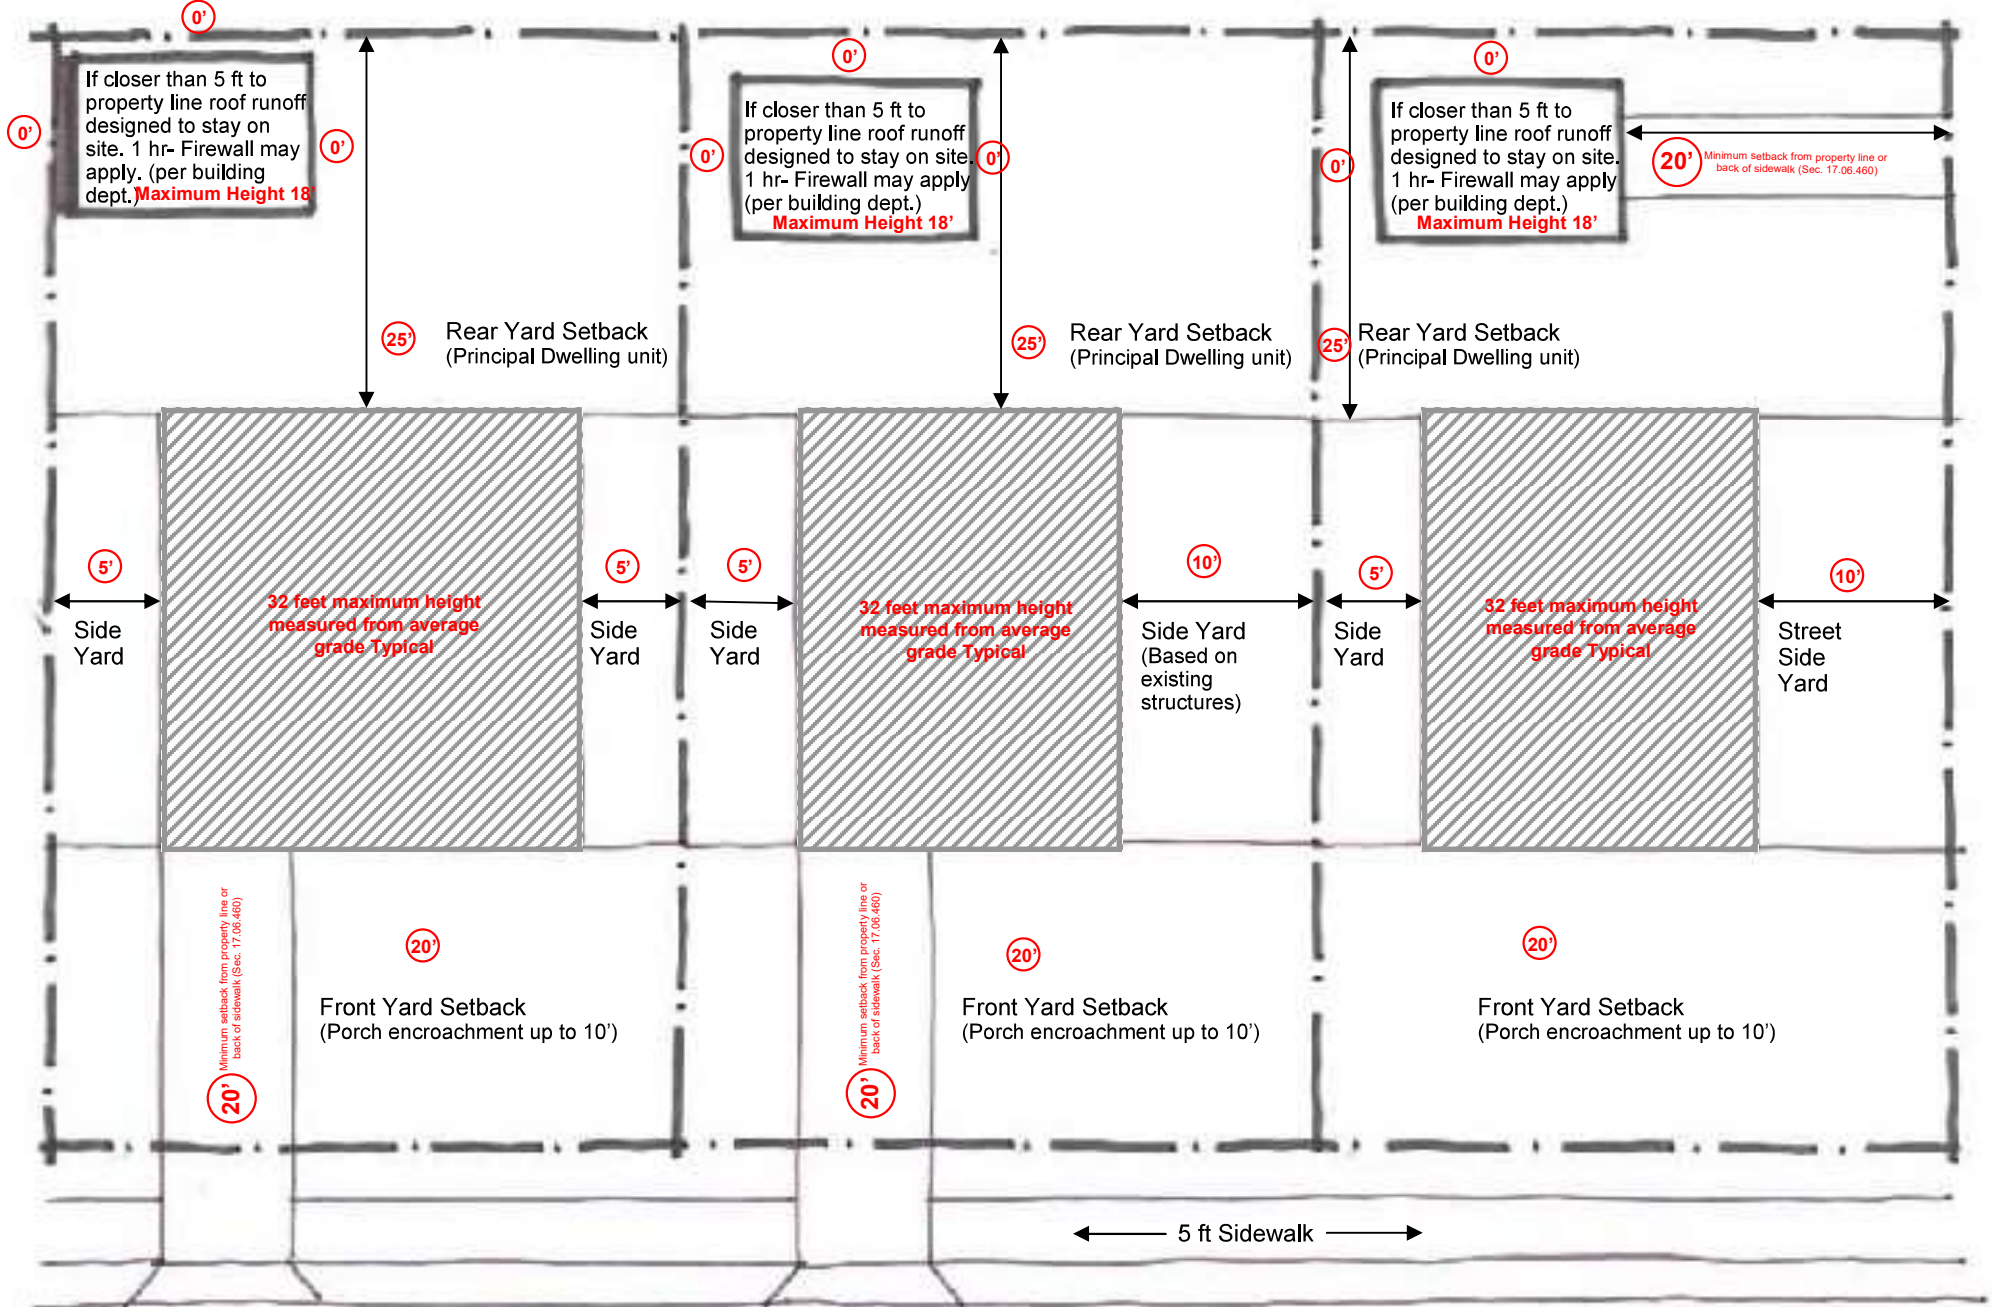 0'
0'
If closer than 5 ft to
property line roof runoff
designed to stay on
site. 1 hr- Firewall may
apply. (per building
dept.) Maximum Height 18'
0'
0'
0'
If closer than 5 ft to
property line roof runoff
designed to stay on site.
1 hr- Firewall may apply
(per building dept.)
Maximum Height 18'
0'
0'
0'
If closer than 5 ft to
property line roof runoff
designed to stay on site.
1 hr- Firewall may apply
(per building dept.)
Maximum Height 18'
20'
Minimum setback from property line or
back of sidewalk (Sec. 17.06.460)
25'
Rear Yard Setback
(Principal Dwelling unit)
25'
Rear Yard Setback
(Principal Dwelling unit)
25'
Rear Yard Setback
(Principal Dwelling unit)
5'
Side
Yard
32 feet maximum height
measured from average
grade Typical
5'
Side
Yard
5'
Side
Yard
32 feet maximum height
measured from average
grade Typical
10'
Side Yard
(Based on
existing
structures)
5'
Side
Yard
32 feet maximum height
measured from average
grade Typical
10'
Street
Side
Yard
20'
Minimum setback from property line or
back of sidewalk (Sec. 17.06.460)
20'
Front Yard Setback
(Porch encroachment up to 10')
20'
Minimum setback from property line or
back of sidewalk (Sec. 17.06.460)
20'
Front Yard Setback
(Porch encroachment up to 10')
20'
Front Yard Setback
(Porch encroachment up to 10')
5 ft Sidewalk